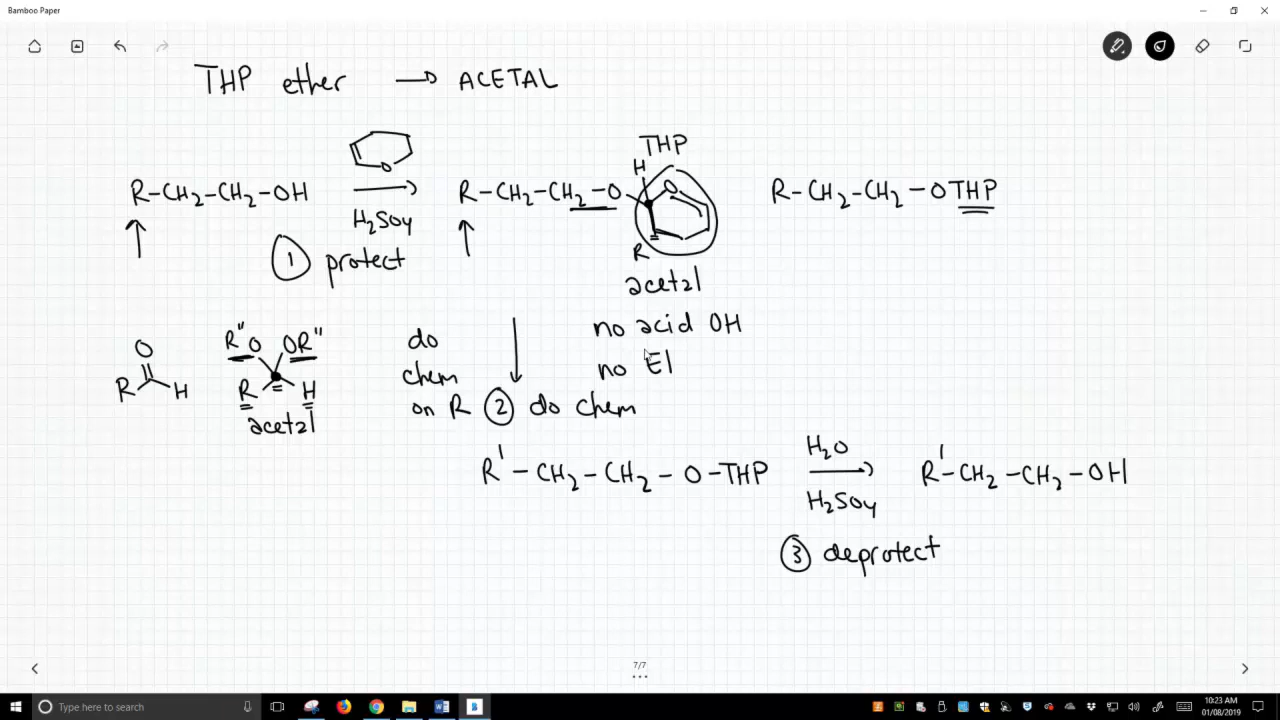 Bamboo Paper
THP ether → ACETAL
THP
O
H
O
R-CH2-CH2-OH
R-CH2-CH2-O
R-CH2-CH2-OTHP
H2SO4
R
① protect
acetal
R" O OR"
no acid OH
do
O
chem
no El
R H
R H
on R
② do chem
acetal
H2O
R'-CH2-CH2-O-THP
R'-CH2-CH2-OH
H2SO4
③ deprotect
7/7
Type here to search
10:23 AM
01/08/2019